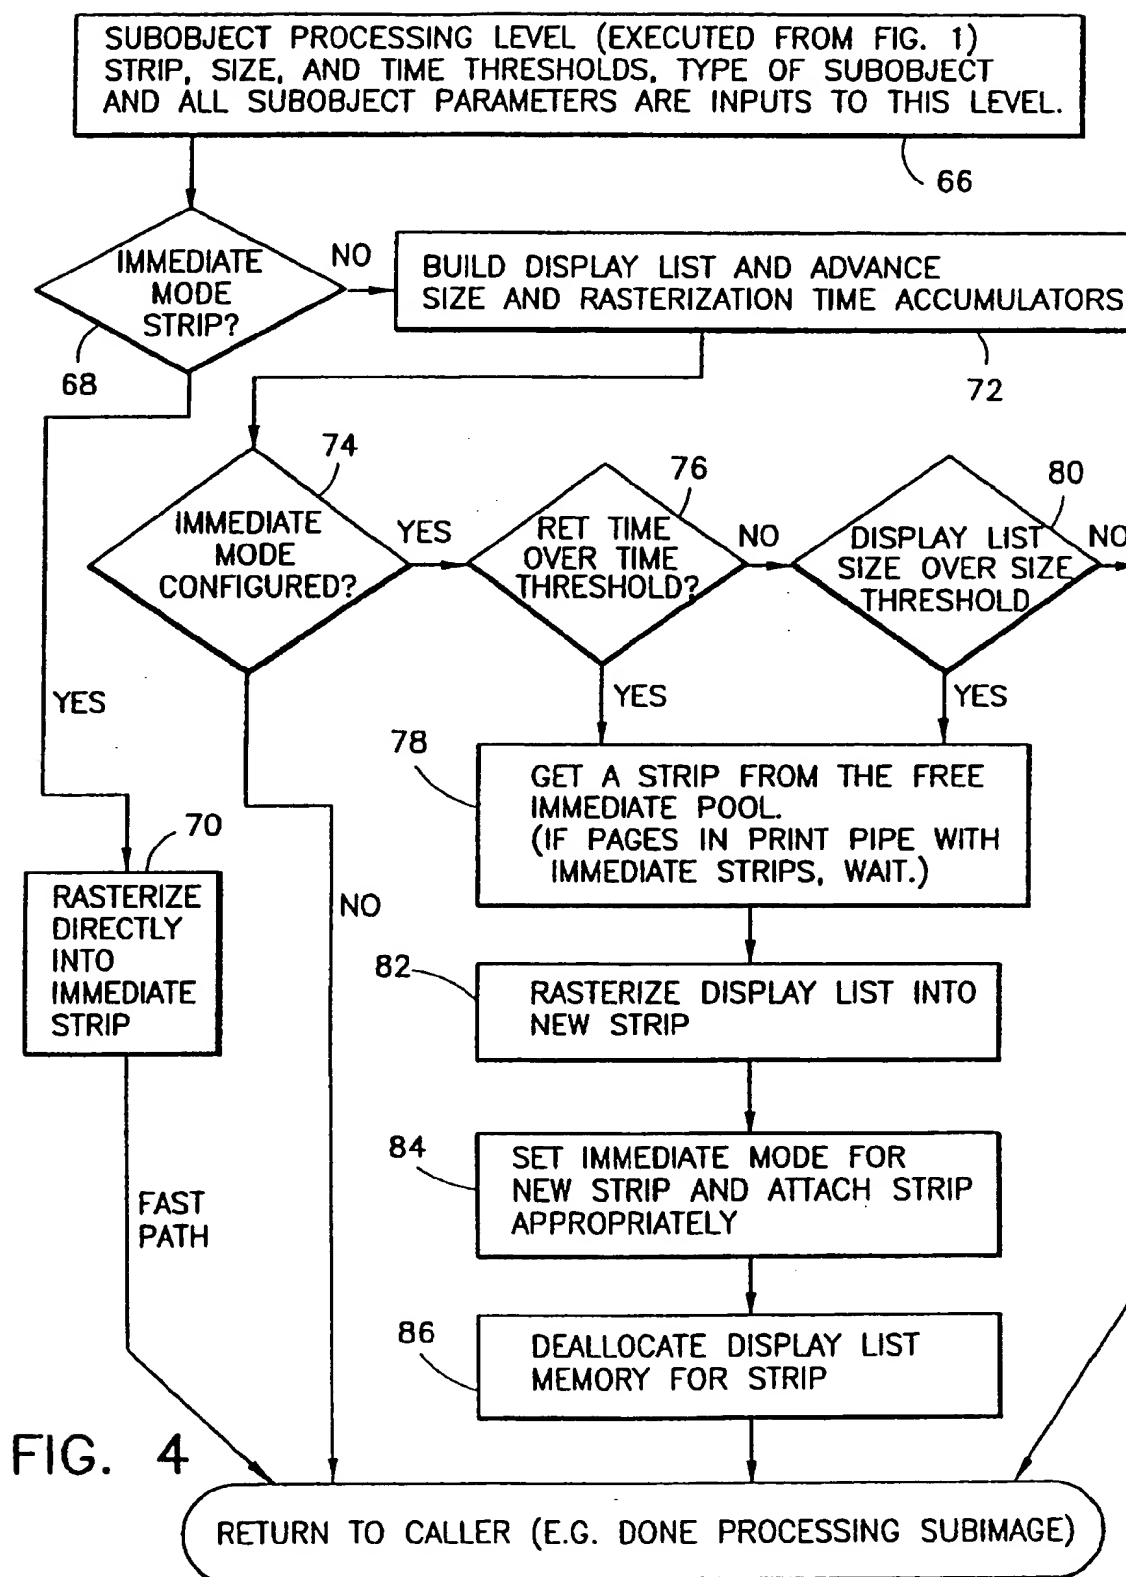 SUBOBJECT PROCESSING LEVEL (EXECUTED FROM FIG. 1)
STRIP, SIZE, AND TIME THRESHOLDS, TYPE OF SUBOBJECT
AND ALL SUBOBJECT PARAMETERS ARE INPUTS TO THIS LEVEL.
66
IMMEDIATE
MODE
STRIP?
68
NO
BUILD DISPLAY LIST AND ADVANCE
SIZE AND RASTERIZATION TIME ACCUMULATORS
72
74
IMMEDIATE
MODE
CONFIGURED?
YES
76
RET TIME
OVER TIME
THRESHOLD?
NO
80
DISPLAY LIST
SIZE OVER SIZE
THRESHOLD
NO
YES
YES
YES
78
GET A STRIP FROM THE FREE
IMMEDIATE POOL.
(IF PAGES IN PRINT PIPE WITH
IMMEDIATE STRIPS, WAIT.)
70
RASTERIZE
DIRECTLY
INTO
IMMEDIATE
STRIP
NO
82
RASTERIZE DISPLAY LIST INTO
NEW STRIP
84
SET IMMEDIATE MODE FOR
NEW STRIP AND ATTACH STRIP
APPROPRIATELY
FAST
PATH
86
DEALLOCATE DISPLAY LIST
MEMORY FOR STRIP
FIG. 4
RETURN TO CALLER (E.G. DONE PROCESSING SUBIMAGE)